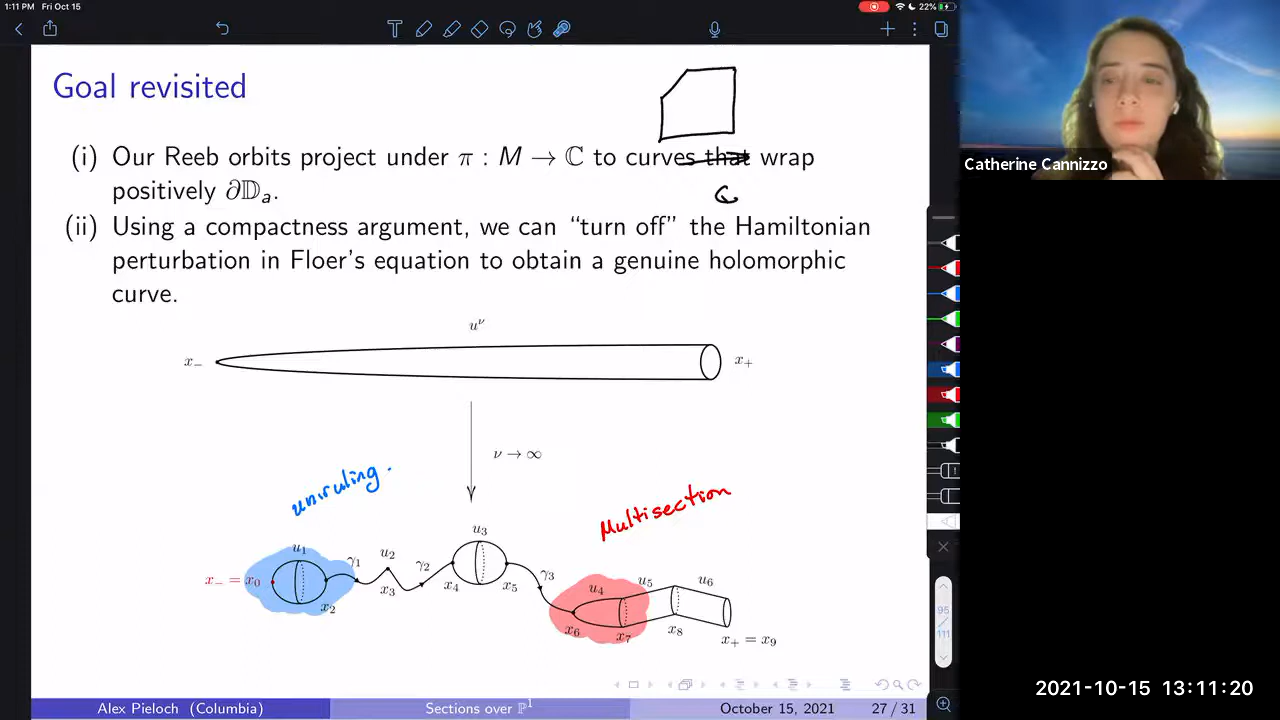 1:11 PM Fri Oct 15
22%
Goal revisited
(i) Our Reeb orbits project under π : M → ℂ to curves that wrap
positively ∂𝔻ₐ.
(ii) Using a compactness argument, we can “turn off” the Hamiltonian
perturbation in Floer’s equation to obtain a genuine holomorphic
curve.
u^ν
x₋
x₊
ν → ∞
uniruling.
Multisection
u₁
γ₁
u₂
γ₂
u₃
γ₃
u₄
u₅
u₆
x₋ = x₀
x₂
x₃
x₄
x₅
x₆
x₇
x₈
x₊ = x₉
95
111
Alex Pieloch (Columbia)
Sections over ℙ¹
October 15, 2021
27 / 31
Catherine Cannizzo
2021-10-15 13:11:20